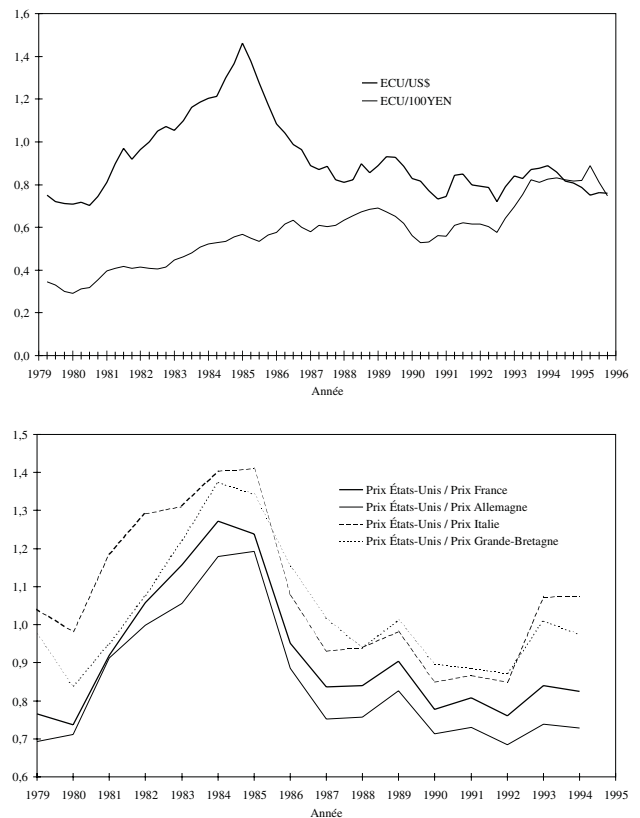 1,6
1,4
ECU/US$
1,2
ECU/100YEN
1,0
0,8
0,6
0,4
0,2
0,0
1979 1980 1981 1982 1983 1984 1985 1986 1987 1988 1989 1990 1991 1992 1993 1994 1995 1996
Année
1,5
1,4
Prix États-Unis / Prix France
Prix États-Unis / Prix Allemagne
1,3
Prix États-Unis / Prix Italie
Prix États-Unis / Prix Grande-Bretagne
1,2
1,1
1,0
0,9
0,8
0,7
0,6
1979 1980 1981 1982 1983 1984 1985 1986 1987 1988 1989 1990 1991 1992 1993 1994 1995
Année